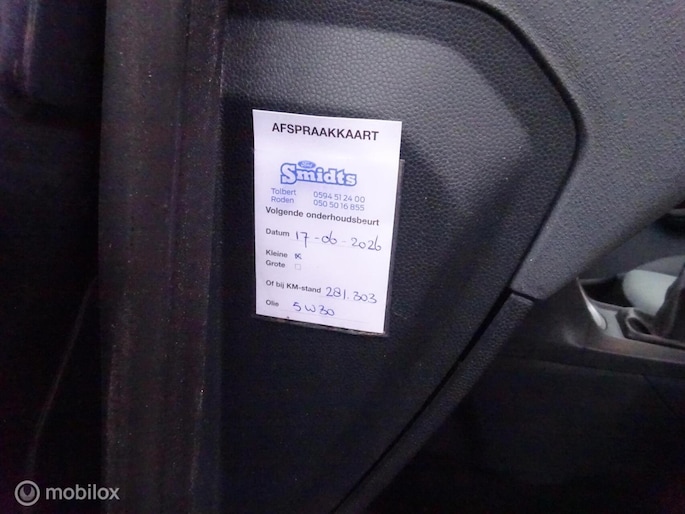 AFSPRAAKKAART
Ford
Smidts
Tolbert 0594 51 24 00
Roden 050 50 16 855
Volgende onderhoudsbeurt
Datum 17-06-2026
Kleine
Grote
Of bij KM-stand 281.303
Olie 5W30
mobilox